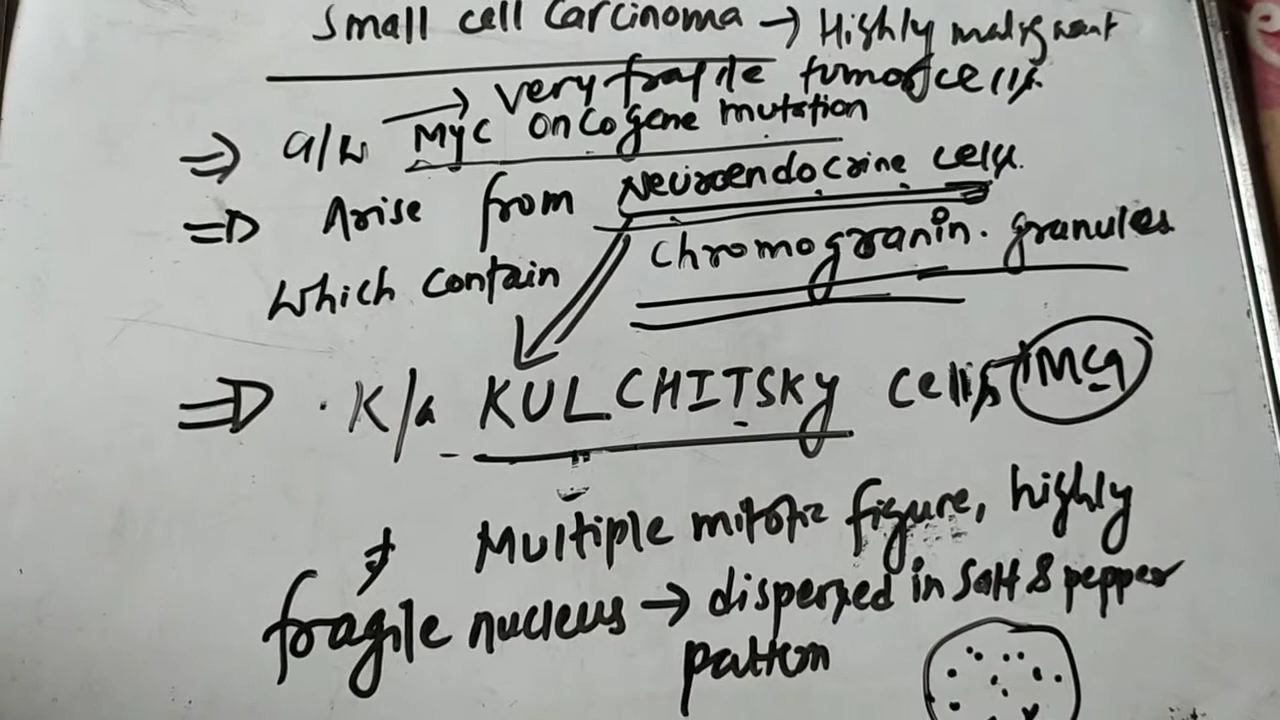 Small cell Carcinoma → Highly malignant
→ very fragile tumor cells.
⇒ a/w Myc oncogene mutation
⇒ Arise from Neuroendocrine cells.
which contain chromogranin. granules
⇒ . K/a KULCHITSKY cells MCQ
Multiple mitotic figure, highly
fragile nucleus → dispersed in Salt & pepper
pattern